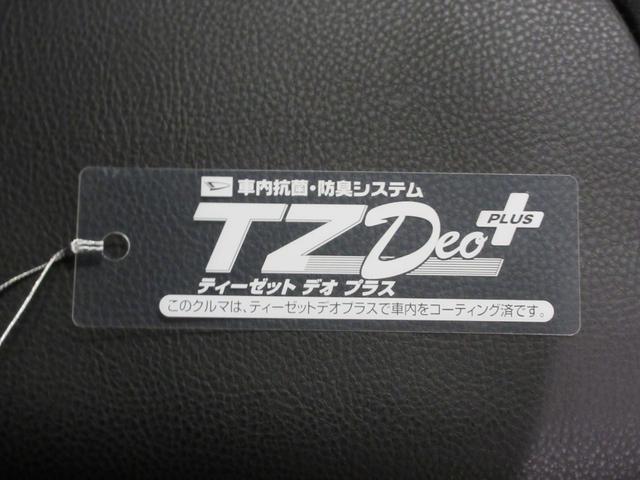 車内抗菌・防臭システム
TZ Deo PLUS
ティーゼット デオ プラス
このクルマは、ティーゼットデオプラスで車内をコーティング済です。